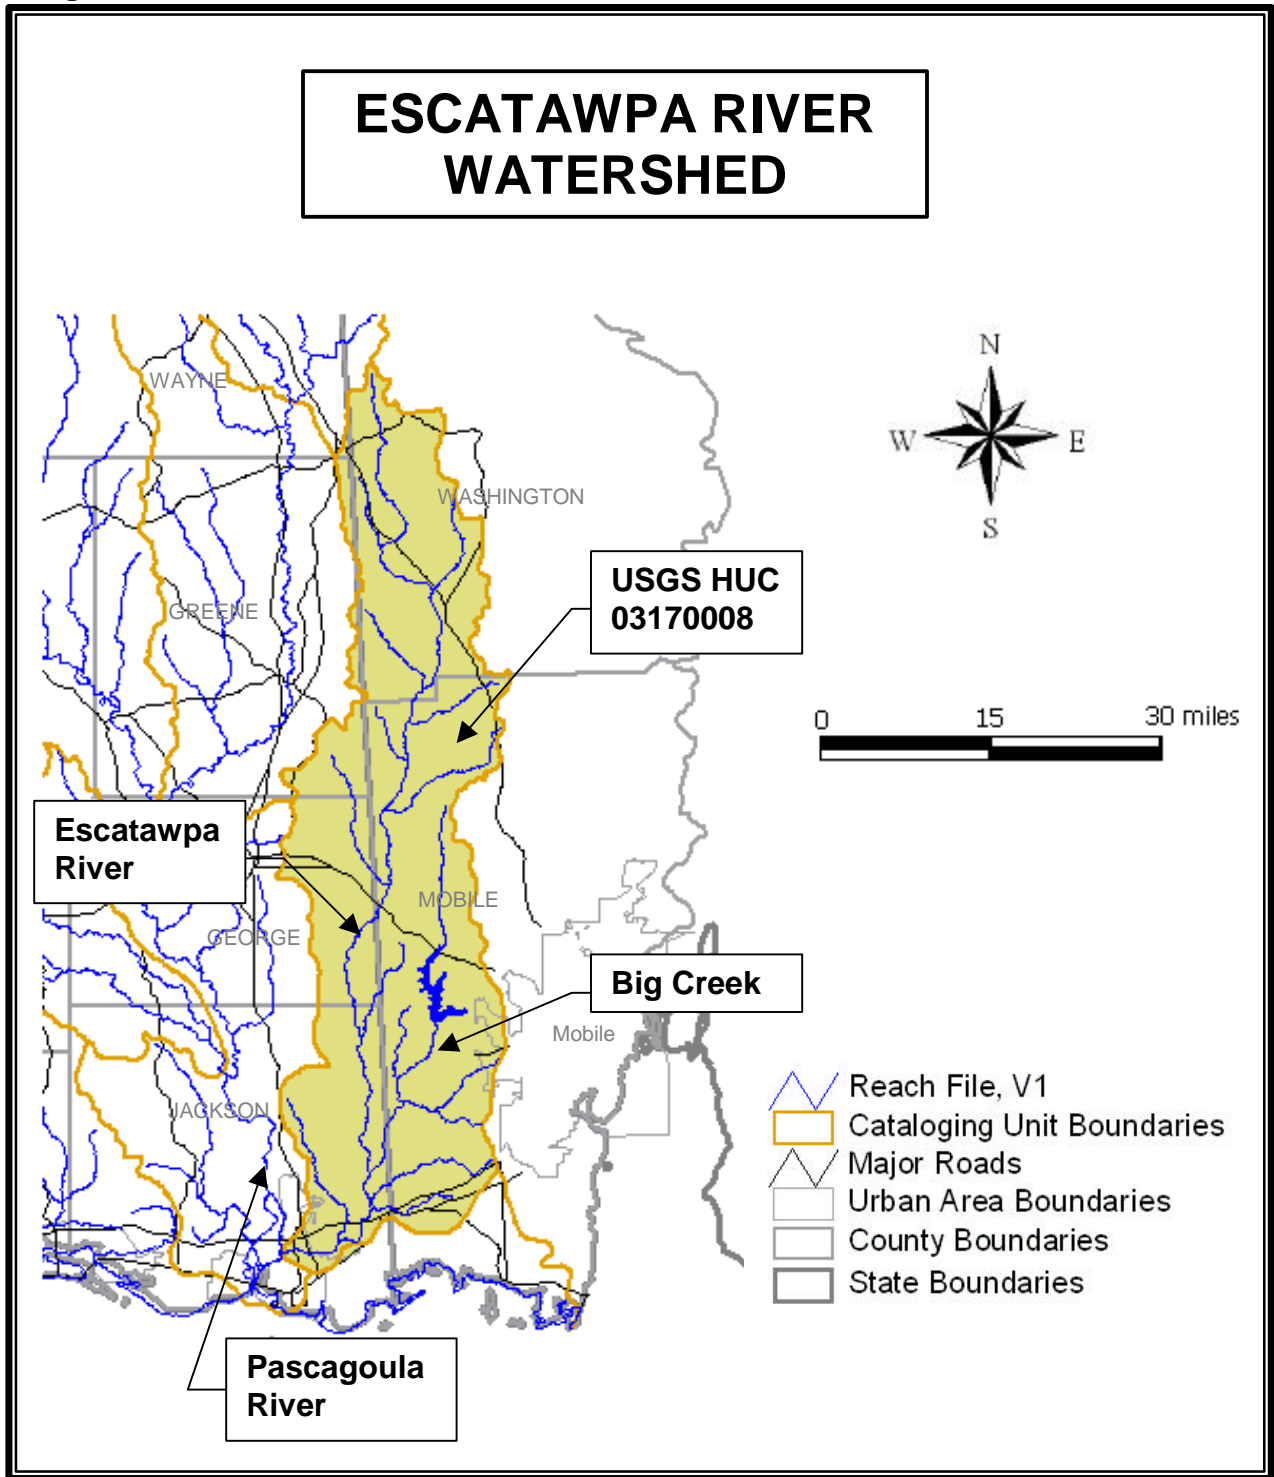 ESCATAWPA RIVER
WATERSHED
N
W
E
S
WAYNE
WASHINGTON
USGS HUC
03170008
GREENE
0
15
30 miles
Escatawpa
River
MOBILE
GEORGE
Big Creek
Mobile
JACKSON
Reach File, V1
Cataloging Unit Boundaries
Major Roads
Urban Area Boundaries
County Boundaries
State Boundaries
Pascagoula
River